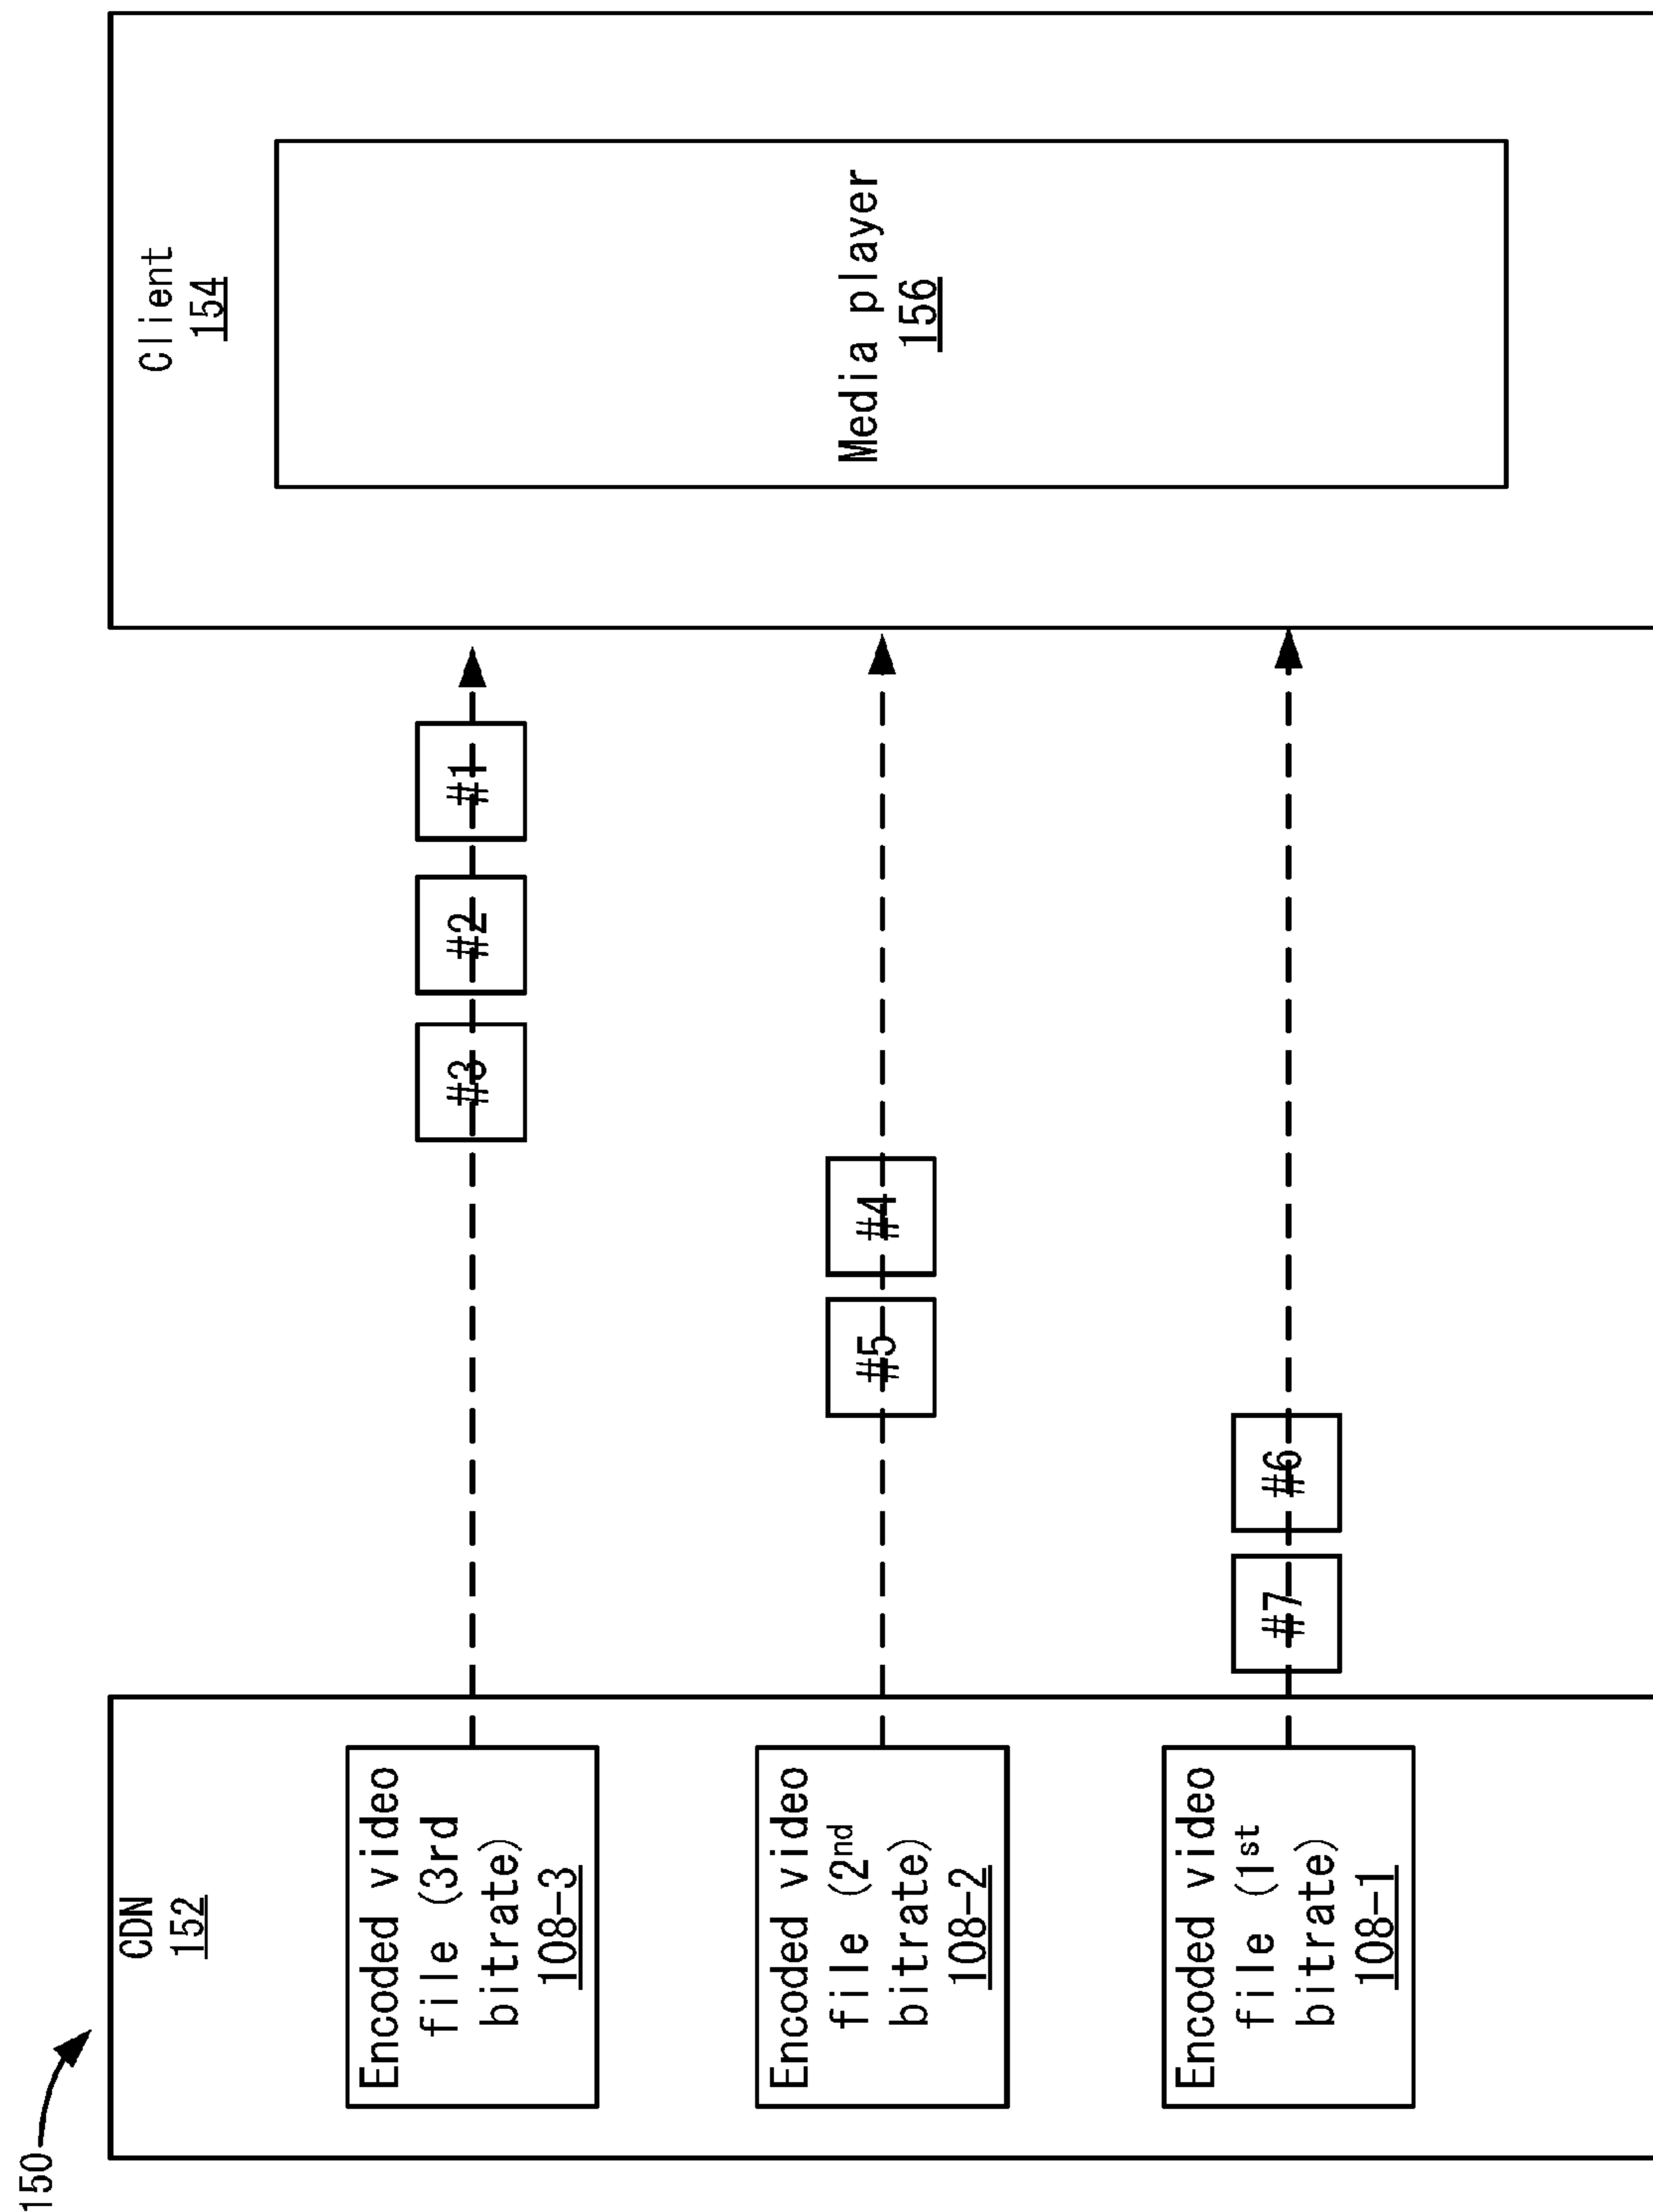 150
CDN
152
Encoded video
file (3rd
bitrate)
108-3
Encoded video
file (2nd
bitrate)
108-2
Encoded video
file (1st
bitrate)
108-1
#3
#2
#1
#5
#4
#7
#6
Client
154
Media player
156